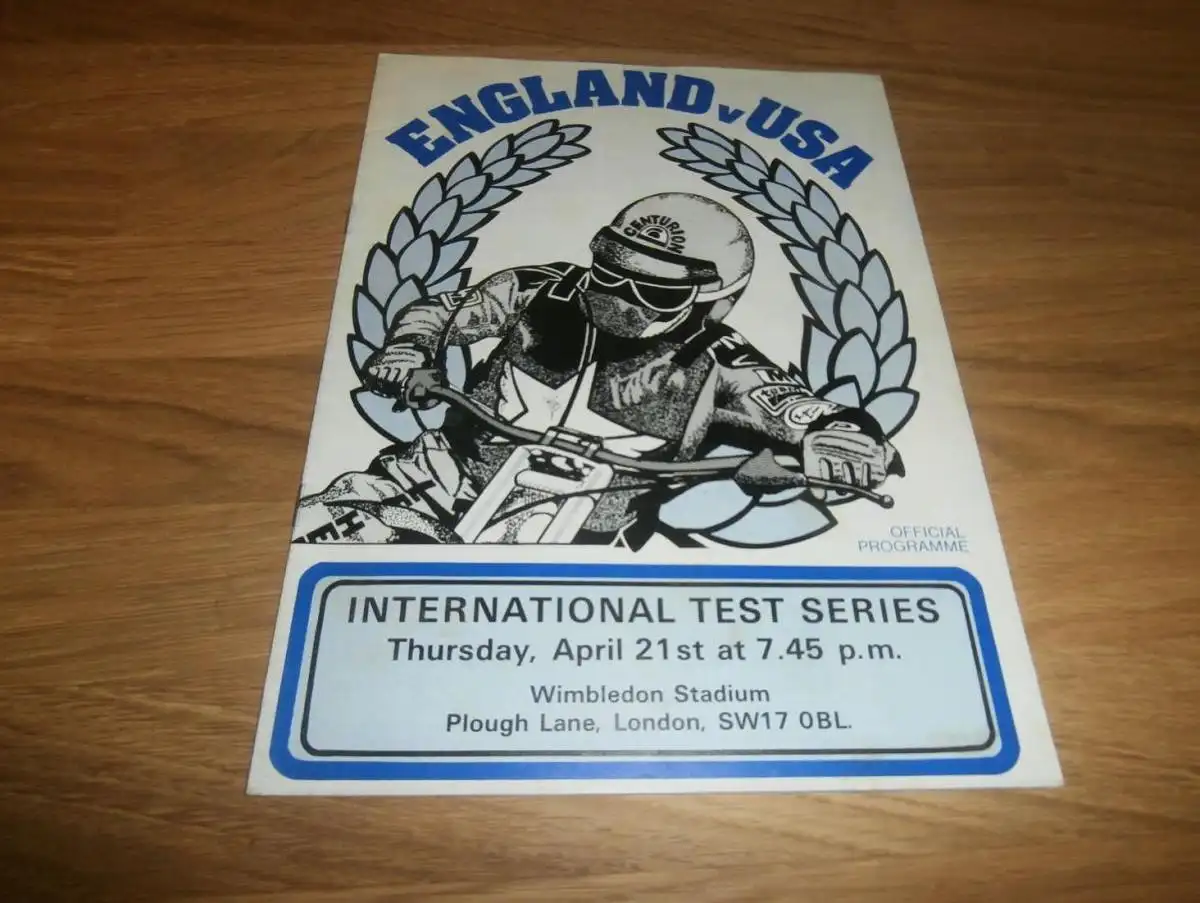 ENGLAND v USA
CENTURION
OFFICIAL
PROGRAMME
INTERNATIONAL TEST SERIES
Thursday, April 21st at 7.45 p.m.
Wimbledon Stadium
Plough Lane, London, SW17 0BL.